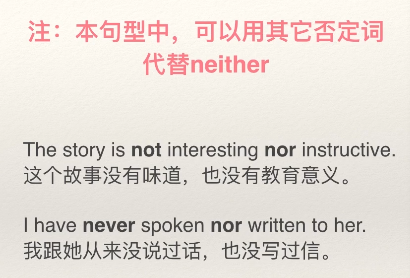 注：本句型中，可以用其它否定词
代替neither
The story is not interesting nor instructive.
这个故事没有味道，也没有教育意义。
I have never spoken nor written to her.
我跟她从来没说过话，也没写过信。